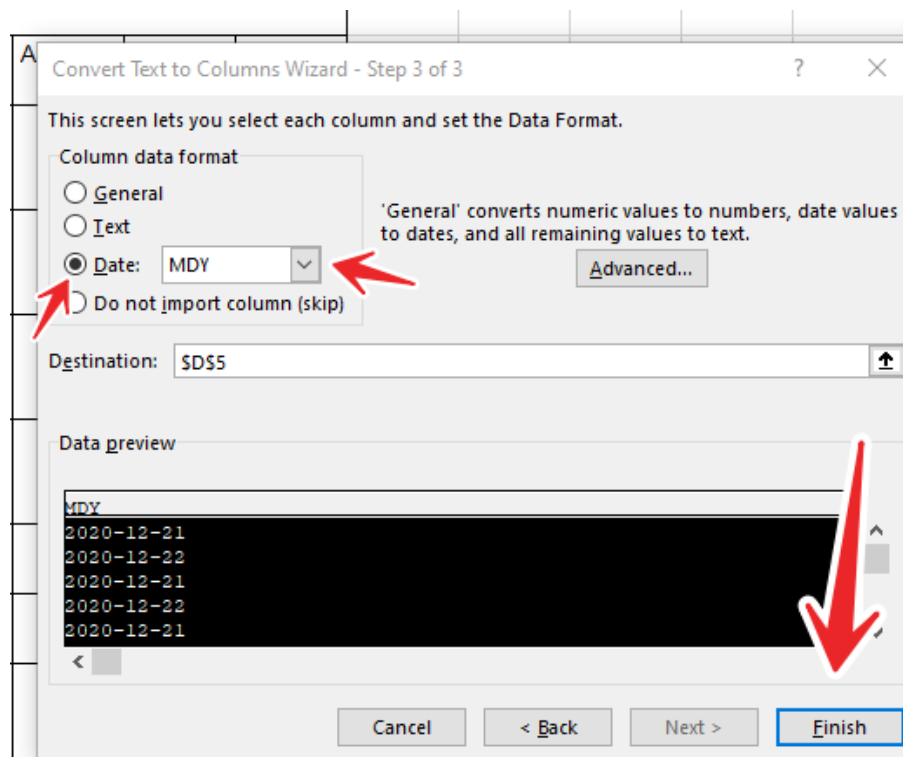 A
Convert Text to Columns Wizard - Step 3 of 3
?
This screen lets you select each column and set the Data Format.
Column data format
General
Text
Date: MDY
Do not import column (skip)
'General' converts numeric values to numbers, date values
to dates, and all remaining values to text.
Advanced...
Destination: $D$5
Data preview
MDY
2020-12-21
2020-12-22
2020-12-21
2020-12-22
2020-12-21
Cancel
< Back
Next >
Finish